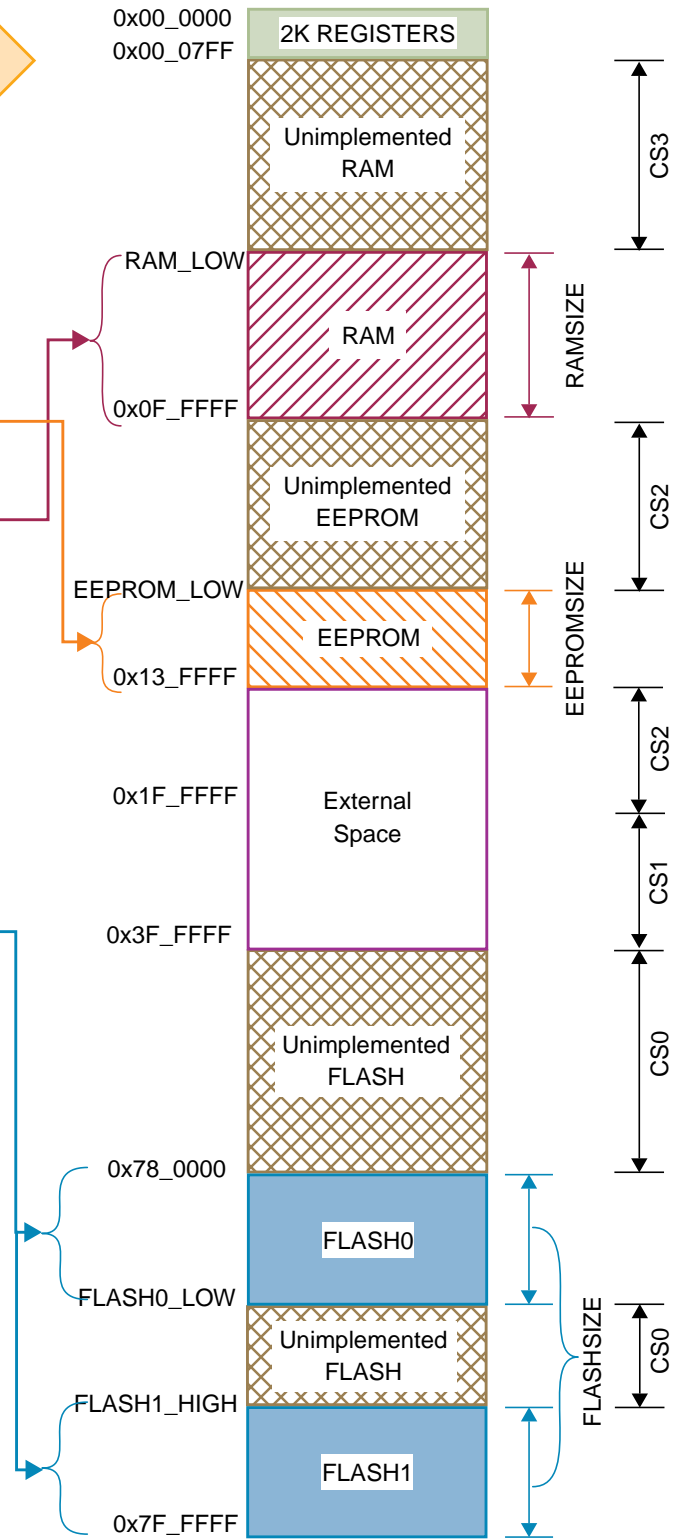 0x00_0000
2K REGISTERS
0x00_07FF
Unimplemented
RAM
CS3
RAM_LOW
RAM
RAMSIZE
0x0F_FFFF
Unimplemented
EEPROM
CS2
EEPROM_LOW
EEPROM
EEPROMSIZE
0x13_FFFF
CS2
0x1F_FFFF
External
Space
CS1
0x3F_FFFF
Unimplemented
FLASH
CS0
0x78_0000
FLASH0
FLASH0_LOW
Unimplemented
FLASH
FLASHSIZE
CS0
FLASH1_HIGH
FLASH1
0x7F_FFFF